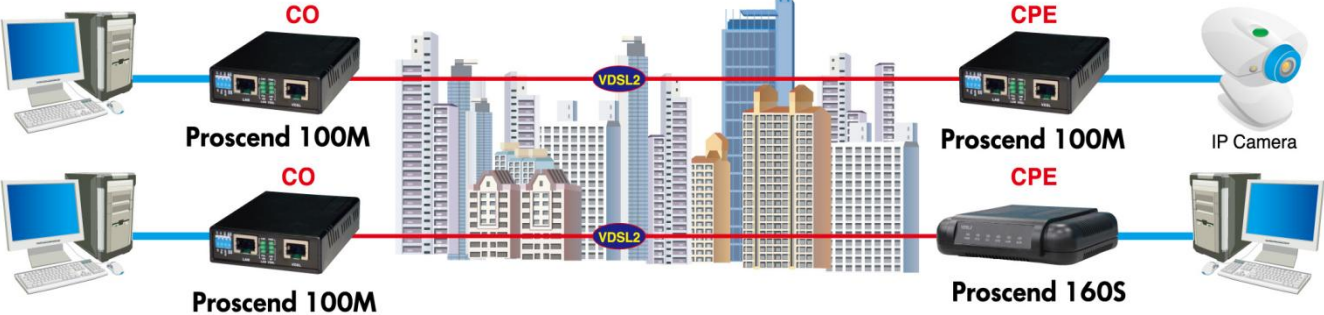 CO
CPE
VDSL2
Proscend 100M
Proscend 100M
IP Camera
CO
CPE
VDSL2
Proscend 100M
Proscend 160S